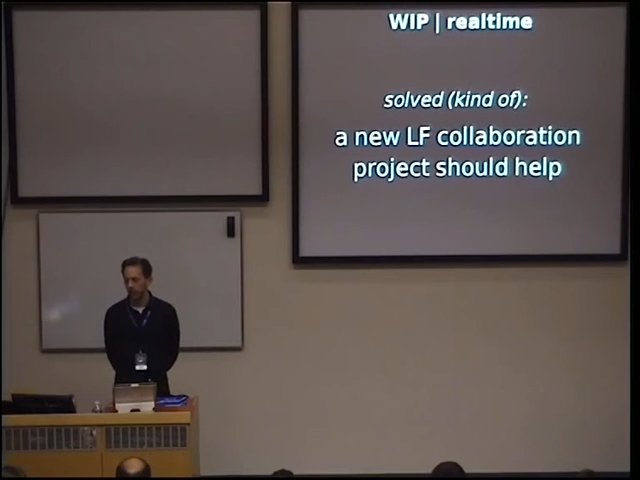 WIP | realtime
solved (kind of):
a new LF collaboration
project should help